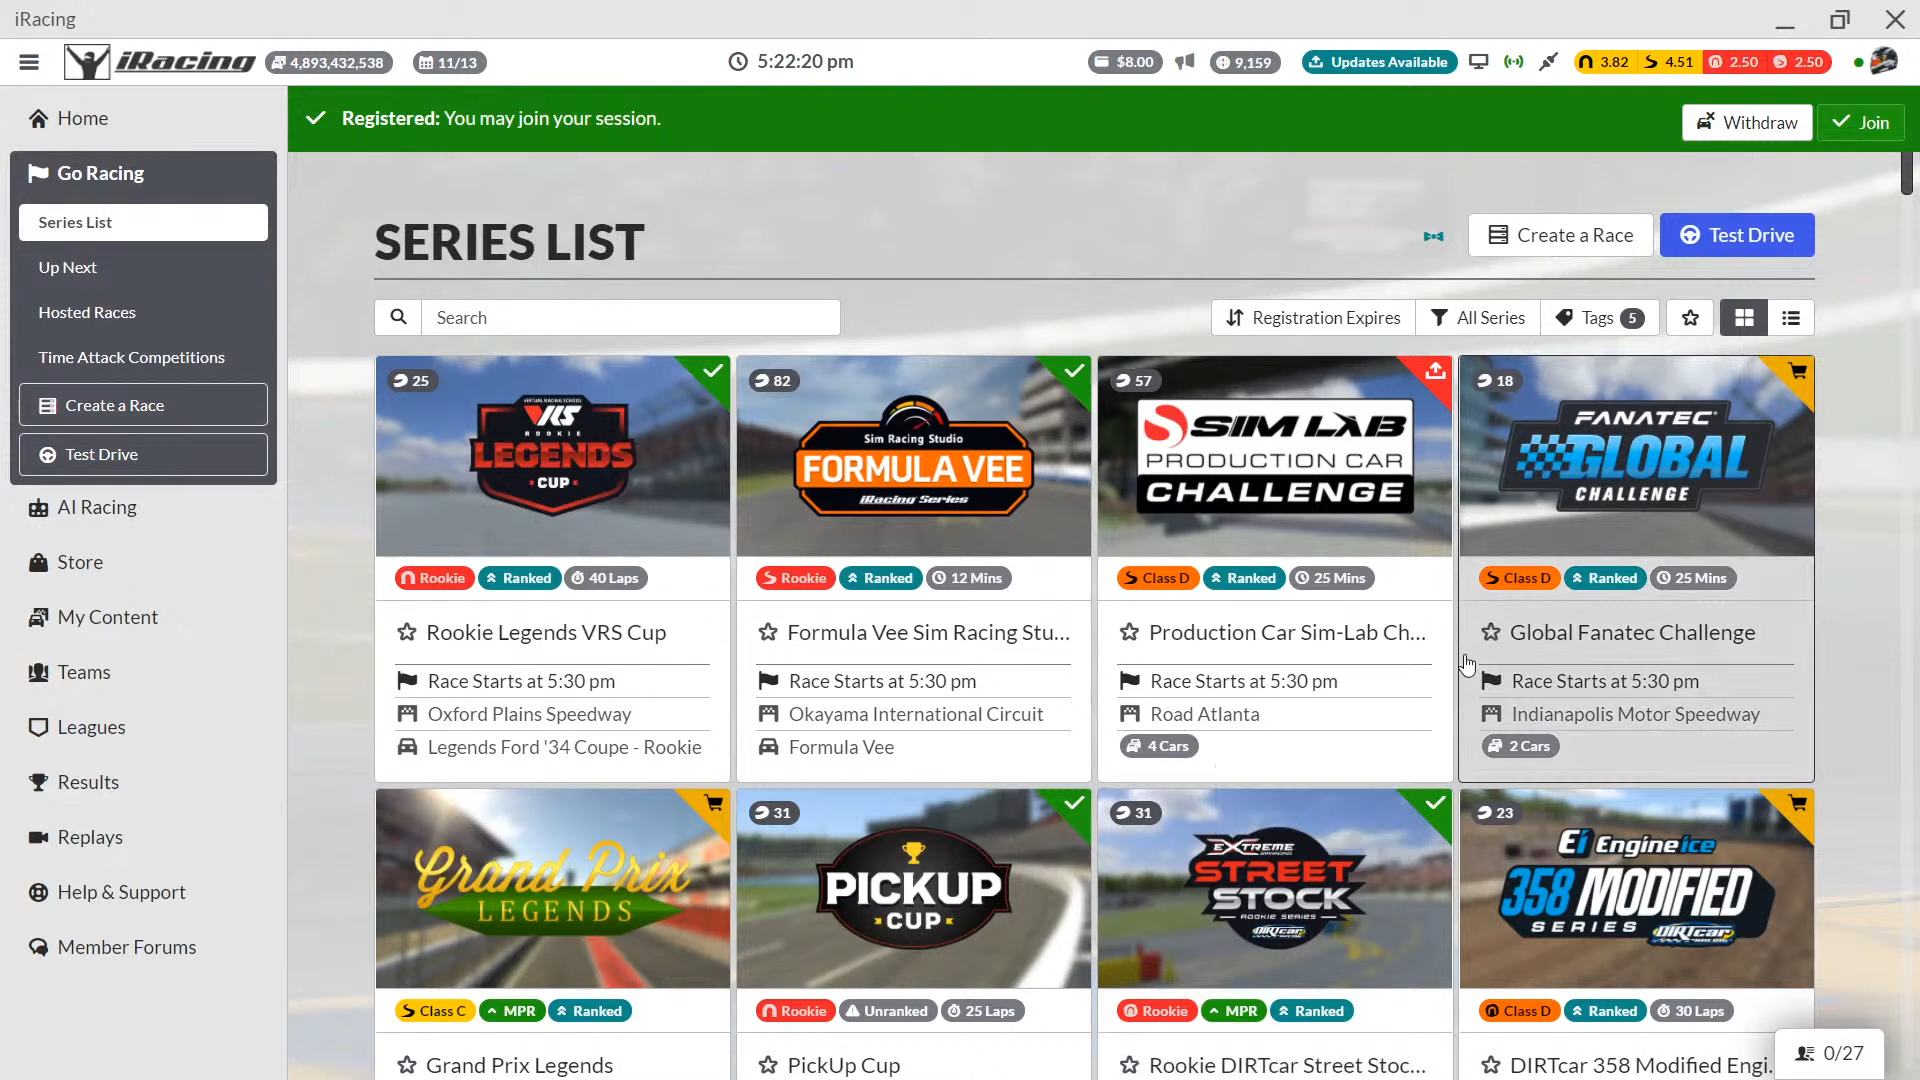 iRacing
iRacing 4,893,432,538 11/13 5:22:20 pm $8.00 9,159 Updates Available 3.82 4.51 2.50 2.50
Registered: You may join your session. Withdraw Join
Home
Go Racing
Series List
Up Next
Hosted Races
Time Attack Competitions
Create a Race
Test Drive
AI Racing
Store
My Content
Teams
Leagues
Results
Replays
Help & Support
Member Forums
SERIES LIST
Create a Race Test Drive
Search
Registration Expires All Series Tags 5
25
VRS
ROOKIE
LEGENDS
CUP
Rookie Ranked 40 Laps
Rookie Legends VRS Cup
Race Starts at 5:30 pm
Oxford Plains Speedway
Legends Ford '34 Coupe - Rookie
82
Sim Racing Studio
FORMULA VEE
iRacing Series
Rookie Ranked 12 Mins
Formula Vee Sim Racing Stu...
Race Starts at 5:30 pm
Okayama International Circuit
Formula Vee
57
SIM LAB
PRODUCTION CAR
CHALLENGE
Class D Ranked 25 Mins
Production Car Sim-Lab Ch...
Race Starts at 5:30 pm
Road Atlanta
4 Cars
18
FANATEC
GLOBAL
CHALLENGE
Class D Ranked 25 Mins
Global Fanatec Challenge
Race Starts at 5:30 pm
Indianapolis Motor Speedway
2 Cars
Grand Prix
LEGENDS
Class C MPR Ranked
Grand Prix Legends
31
PICKUP
CUP
Rookie Unranked 25 Laps
PickUp Cup
31
EXTREME
STREET
STOCK
ROOKIE SERIES
DIRTcar
Rookie MPR Ranked
Rookie DIRTcar Street Stoc...
23
Ei Engine ice
358 MODIFIED
SERIES DIRTcar
Class D Ranked 30 Laps
DIRTcar 358 Modified Engi...
0/27